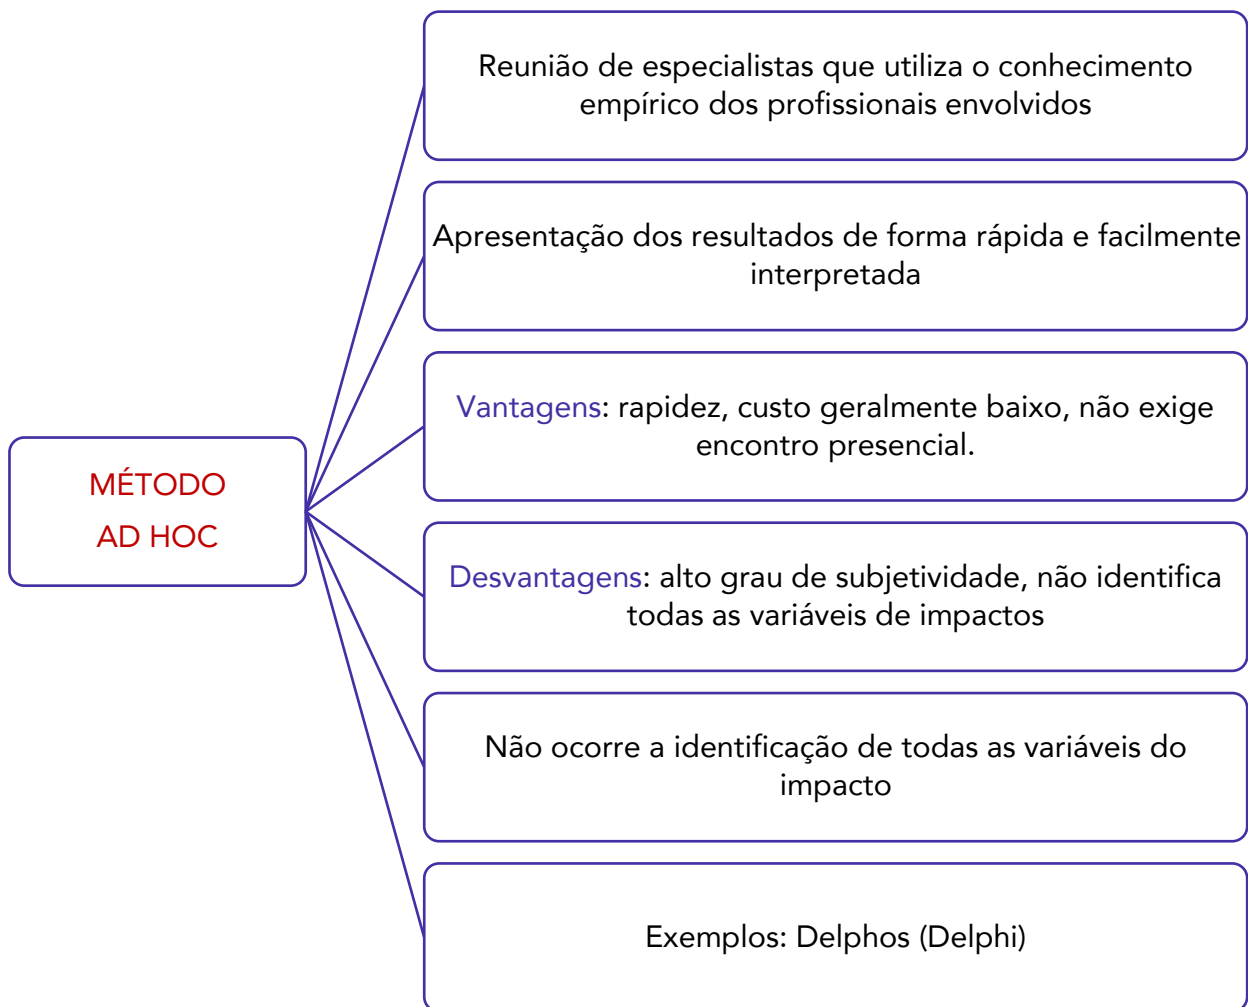 Reunião de especialistas que utiliza o conhecimento
empírico dos profissionais envolvidos
Apresentação dos resultados de forma rápida e facilmente
interpretada
Vantagens: rapidez, custo geralmente baixo, não exige
encontro presencial.
MÉTODO
AD HOC
Desvantagens: alto grau de subjetividade, não identifica
todas as variáveis de impactos
Não ocorre a identificação de todas as variáveis do
impacto
Exemplos: Delphos (Delphi)